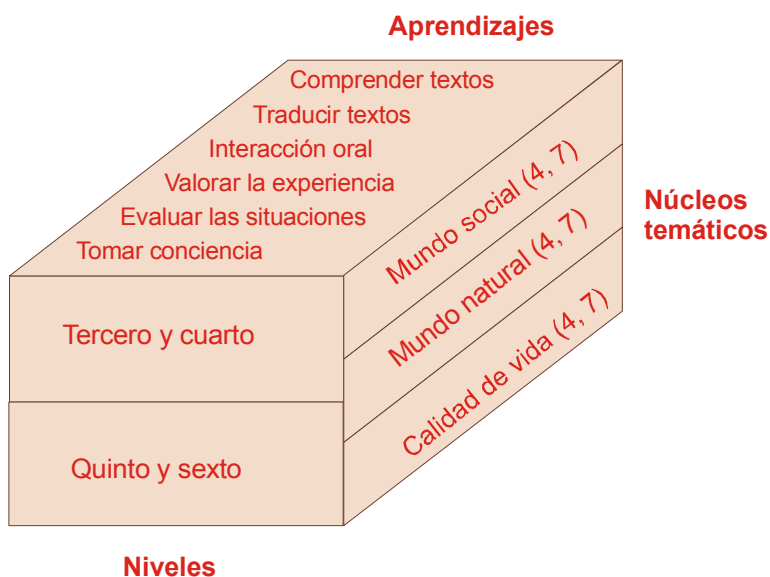 Aprendizajes
Comprender textos
Traducir textos
Interacción oral
Valorar la experiencia
Evaluar las situaciones
Tomar conciencia
Mundo social (4, 7)
Mundo natural (4, 7)
Calidad de vida (4, 7)
Núcleos
temáticos
Tercero y cuarto
Quinto y sexto
Niveles